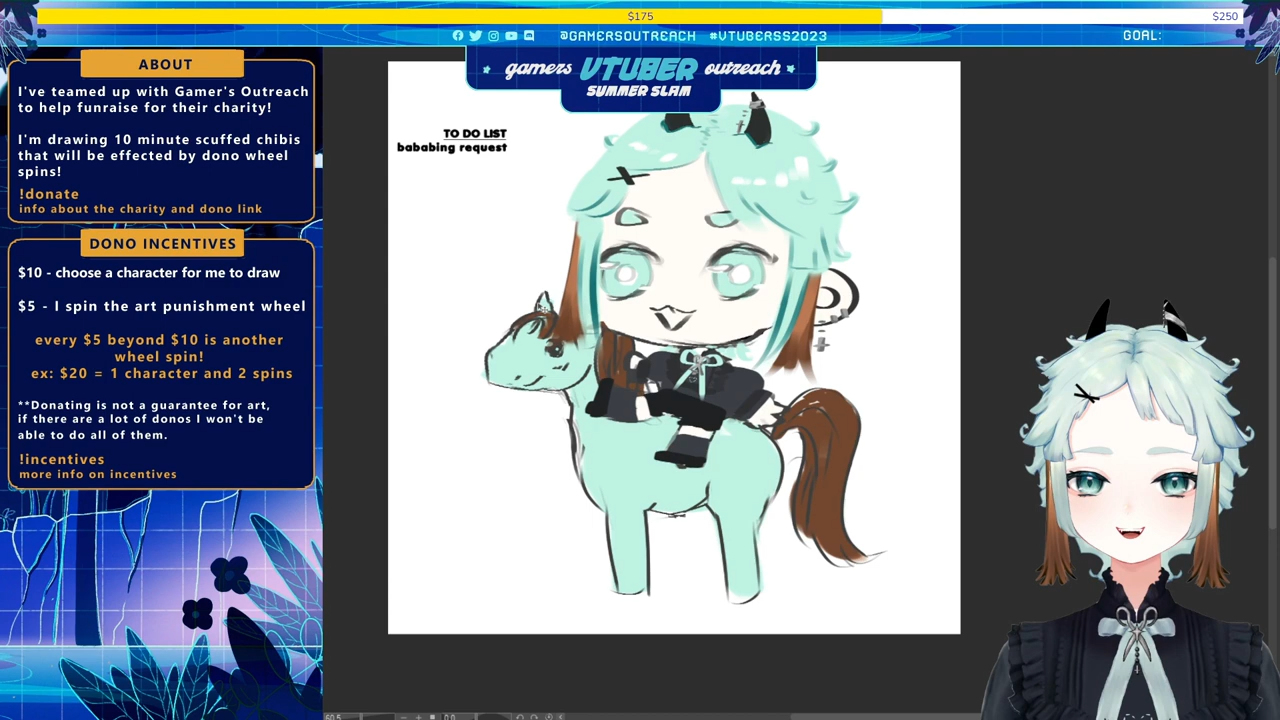 $175
$250
@GAMERSOUTREACH #VTUBERSS2023
GOAL:
gamers VTUBER outreach
SUMMER SLAM
ABOUT
I've teamed up with Gamer's Outreach
to help funraise for their charity!
I'm drawing 10 minute scuffed chibis
that will be effected by dono wheel
spins!
!donate
info about the charity and dono link
DONO INCENTIVES
$10 - choose a character for me to draw
$5 - I spin the art punishment wheel
every $5 beyond $10 is another
wheel spin!
ex: $20 = 1 character and 2 spins
**Donating is not a guarantee for art,
if there are a lot of donos I won't be
able to do all of them.
!incentives
more info on incentives
TO DO LIST
bababing request